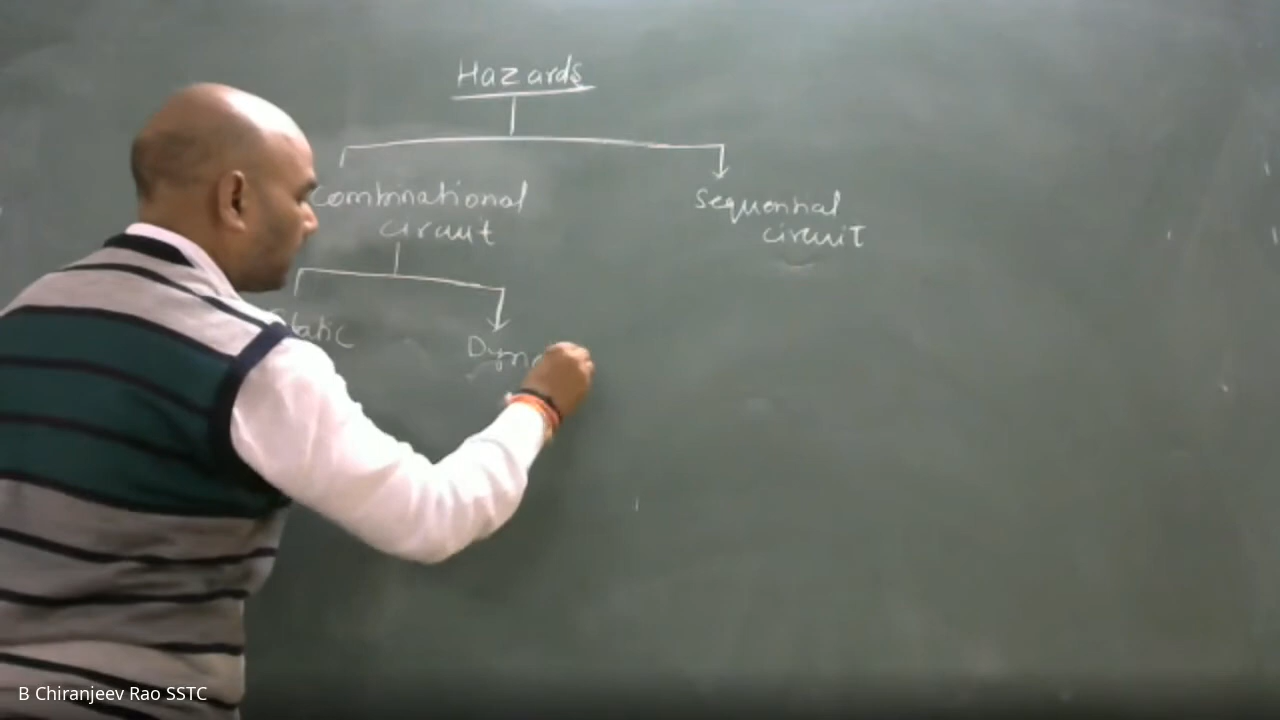 Hazards
Combinational
circuit
Sequential
circuit
Static
Dyna
B Chiranjeev Rao SSTC